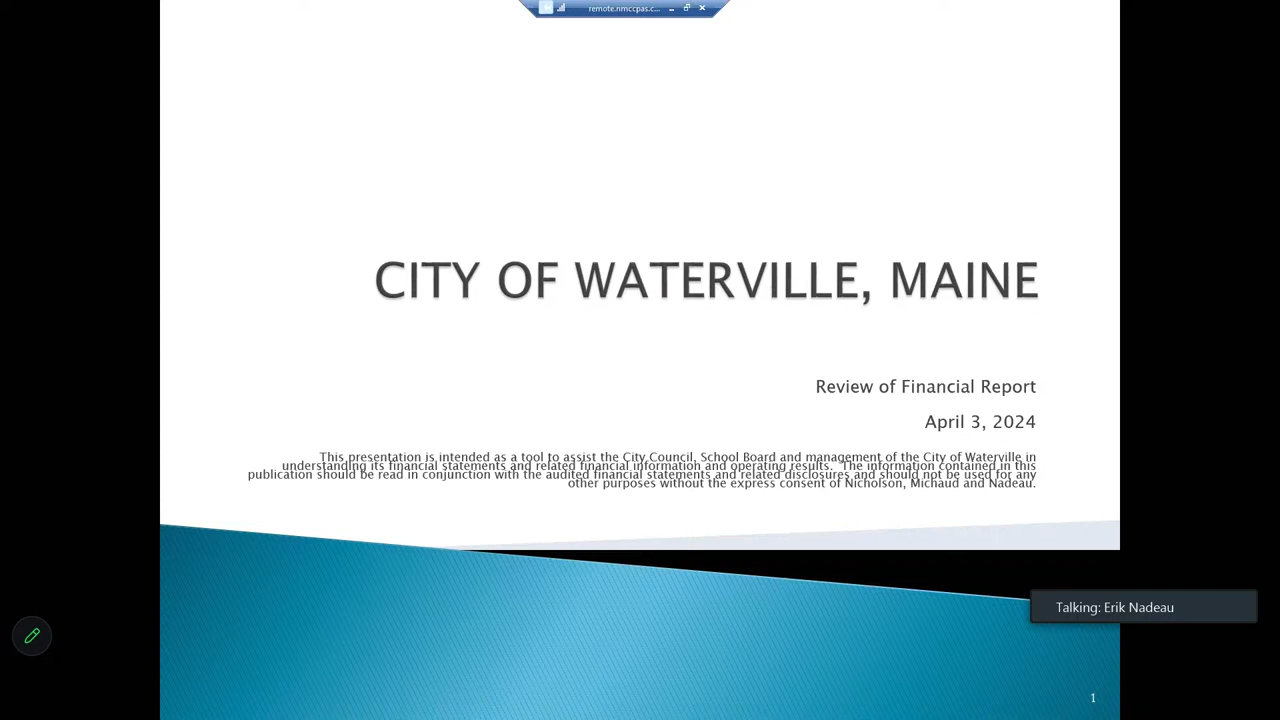 remote.nmccpas.c...
CITY OF WATERVILLE, MAINE
Review of Financial Report
April 3, 2024
This presentation is intended as a tool to assist the City Council, School Board and management of the City of Waterville in
understanding its financial statements and related financial information and operating results. The information contained in this
publication should be read in conjunction with the audited financial statements and related disclosures and should not be used for any
other purposes without the express consent of Nicholson, Michaud and Nadeau.
Talking: Erik Nadeau
1